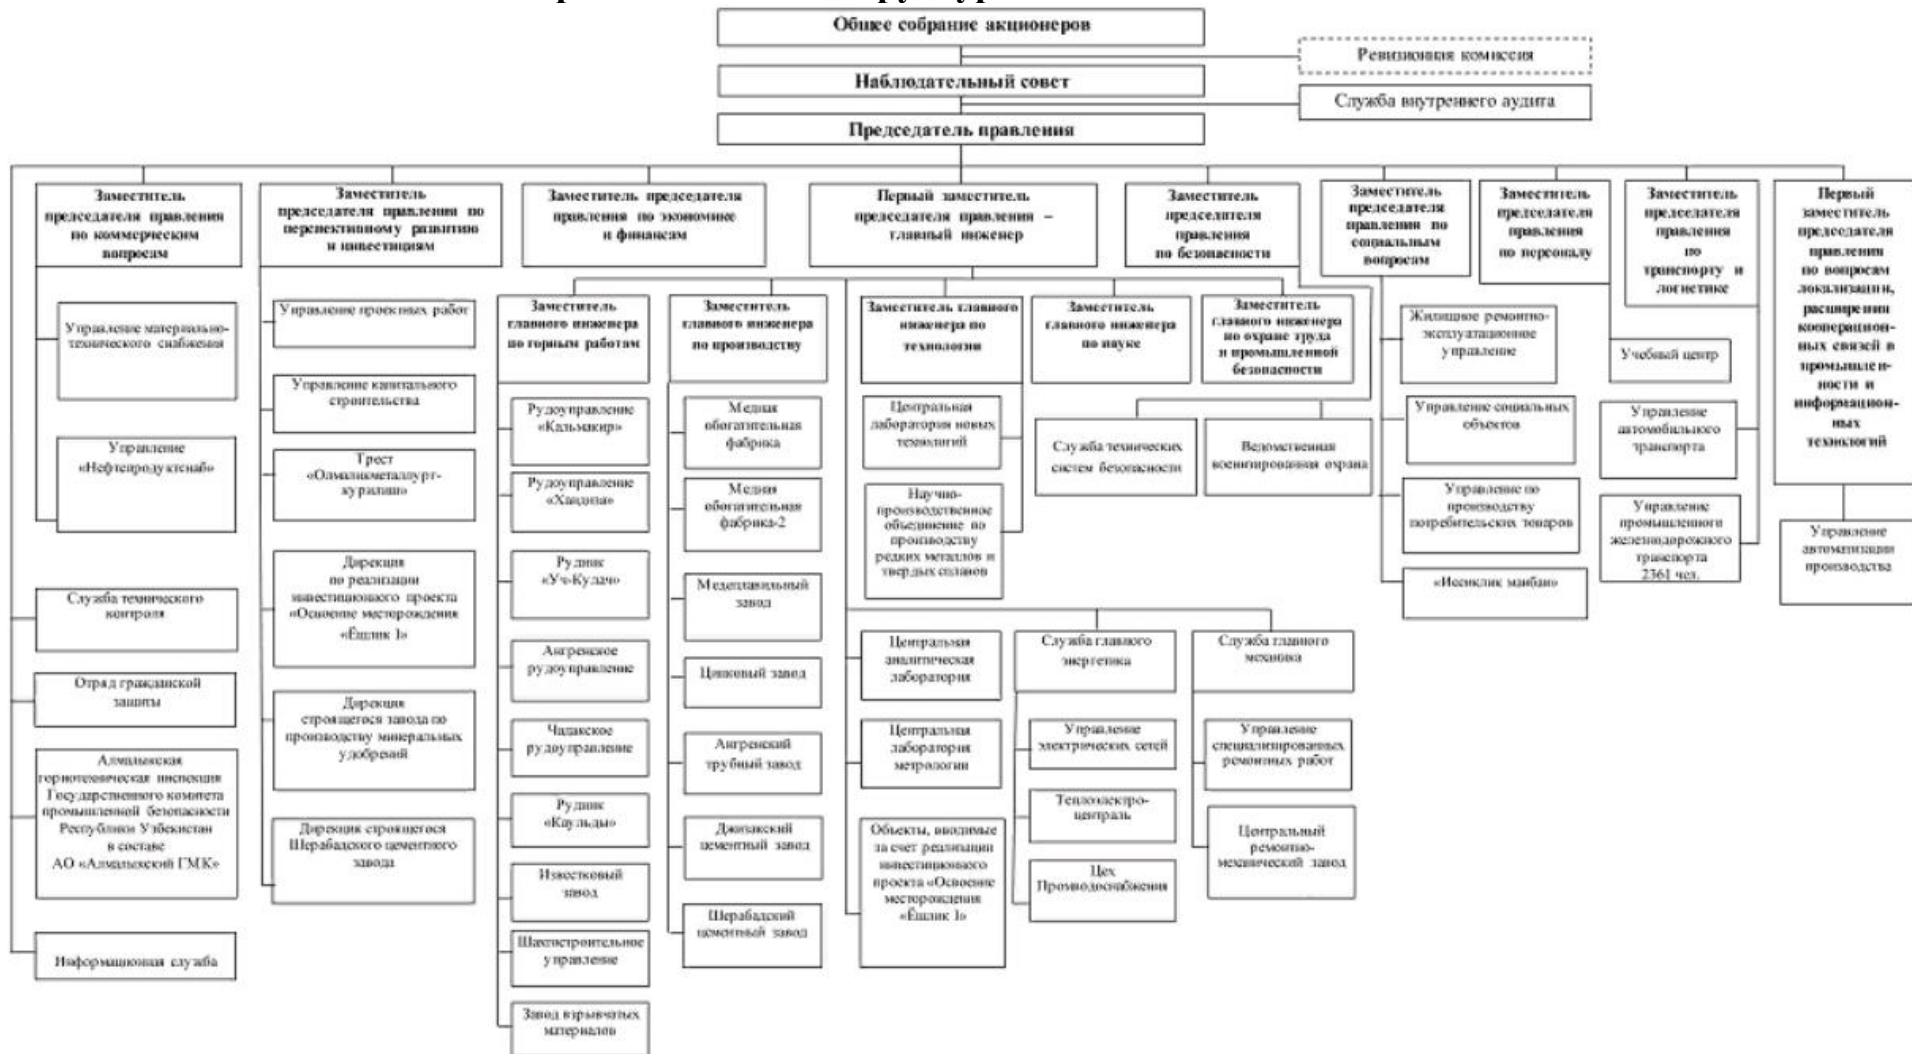 Общее собрание акционеров
Ревизионная комиссия
Наблюдательный совет
Служба внутреннего аудита
Председатель правления
Заместитель
председателя правления
по коммерческим
вопросам
Заместитель
председателя правления по
перспективному развитию
и инвестициям
Заместитель председателя
правления по экономике
и финансам
Первый заместитель
председателя правления –
главный инженер
Заместитель
председателя
правления
по безопасности
Заместитель
председателя
правления по
социальным
вопросам
Заместитель
председателя
правления
по персоналу
Заместитель
председателя
правления
по
транспорту и
логистике
Первый
заместитель
председателя
правления
по вопросам
локализации,
расширения
кооперацион-
ных связей в
промышлен-
ности и
информацион-
ных
технологий
Управление материально-
технического снабжения
Управление
«Нефтепродуктснаб»
Служба технического
контроля
Отряд гражданской
защиты
Алмалыкская
горнотехническая инспекция
Государственного комитета
промышленной безопасности
Республики Узбекистан
в составе
АО «Алмалыкский ГМК»
Информационная служба
Управление проектных работ
Управление капитального
строительства
Трест
«Олмаликметаллург-
курилиш»
Дирекция
по реализации
инвестиционного проекта
«Освоение месторождения
«Ёшлик I»
Дирекция
строящегося завода по
производству минеральных
удобрений
Дирекция строящегося
Шерабадского цементного
завода
Заместитель
главного инженера
по горным работам
Рудоуправление
«Кальмакир»
Рудоуправление
«Хандиза»
Рудник
«Уч-Кулач»
Ангренское
рудоуправление
Чадакское
рудоуправление
Рудник
«Каульды»
Известковый
завод
Шахтостроительное
управление
Завод взрывчатых
материалов
Заместитель
главного инженера
по производству
Медная
обогатительная
фабрика
Медная
обогатительная
фабрика-2
Медеплавильный
завод
Цинковый завод
Ангренский
трубный завод
Джизакский
цементный завод
Шерабадский
цементный завод
Заместитель главного
инженера по
технологии
Центральная
лаборатория новых
технологий
Научно-
производственное
объединение по
производству
редких металлов и
твердых сплавов
Центральная
аналитическая
лаборатория
Центральная
лаборатория
метрологии
Объекты, вводимые
за счет реализации
инвестиционного
проекта «Освоение
месторождения
«Ёшлик I»
Заместитель
главного инженера
по науке
Заместитель
главного инженера
по охране труда
и промышленной
безопасности
Служба технических
систем безопасности
Ведомственная
военизированная охрана
Служба главного
энергетика
Управление
электрических сетей
Теплоэлектро-
централь
Цех
Промводоснабжения
Служба главного
механика
Управление
специализированных
ремонтных работ
Центральный
ремонтно-
механический завод
Жилищное ремонтно-
эксплуатационное
управление
Управление социальных
объектов
Управление по
производству
потребительских товаров
«Иссиклик манбаи»
Учебный центр
Управление
автомобильного
транспорта
Управление
промышленного
железнодорожного
транспорта
2361 чел.
Управление
автоматизации
производства